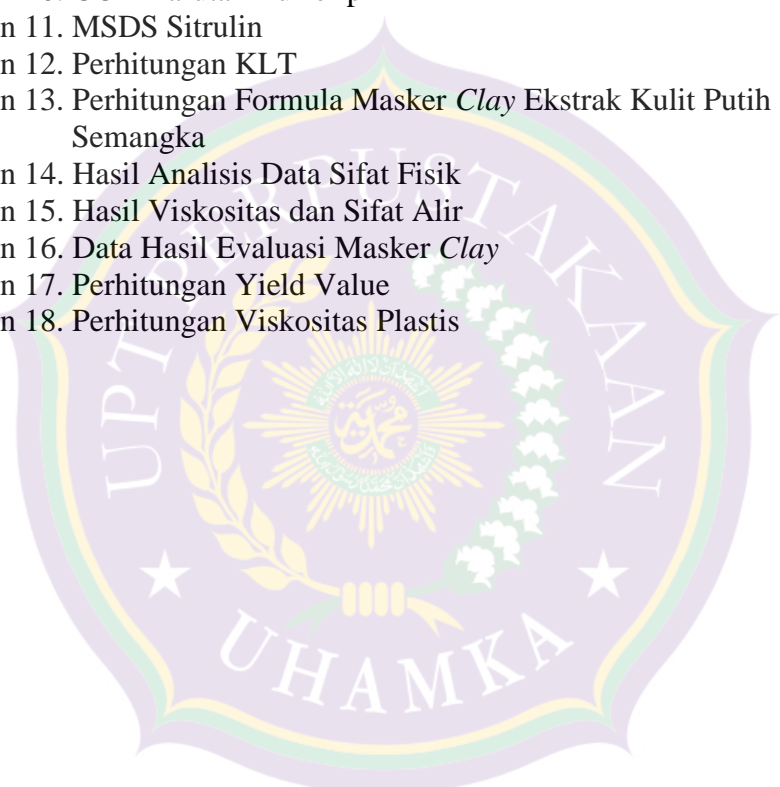 n 11. MSDS Sitrulin
n 12. Perhitungan KLT
n 13. Perhitungan Formula Masker Clay Ekstrak Kulit Putih
Semangka
n 14. Hasil Analisis Data Sifat Fisik
n 15. Hasil Viskositas dan Sifat Alir
n 16. Data Hasil Evaluasi Masker Clay
n 17. Perhitungan Yield Value
n 18. Perhitungan Viskositas Plastis
UPT PERPUSTAKAAN
UHAMKA